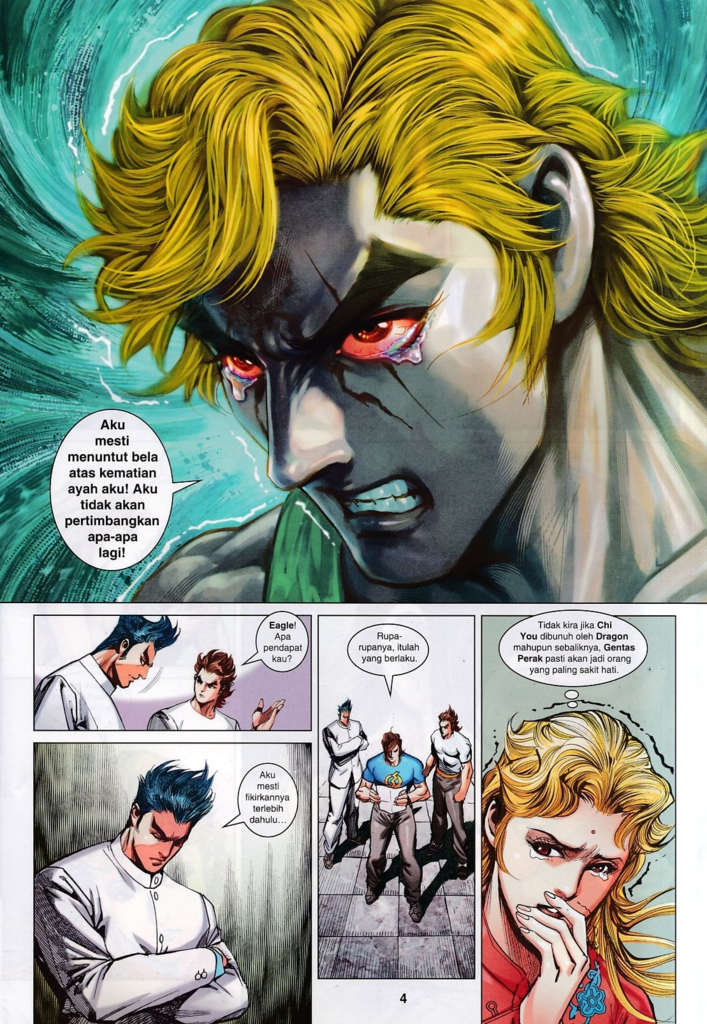 Aku
mesti
menuntut bela
atas kematian
ayah aku! Aku
tidak akan
pertimbangkan
apa-apa
lagi!
Eagle!
Apa
pendapat
kau?
Aku
mesti
fikirkannya
terlebih
dahulu...
Rupa-
rupanya, itulah
yang berlaku.
Tidak kira jika Chi
You dibunuh oleh Dragon
mahupun sebaliknya, Gentas
Perak pasti akan jadi orang
yang paling sakit hati.
4